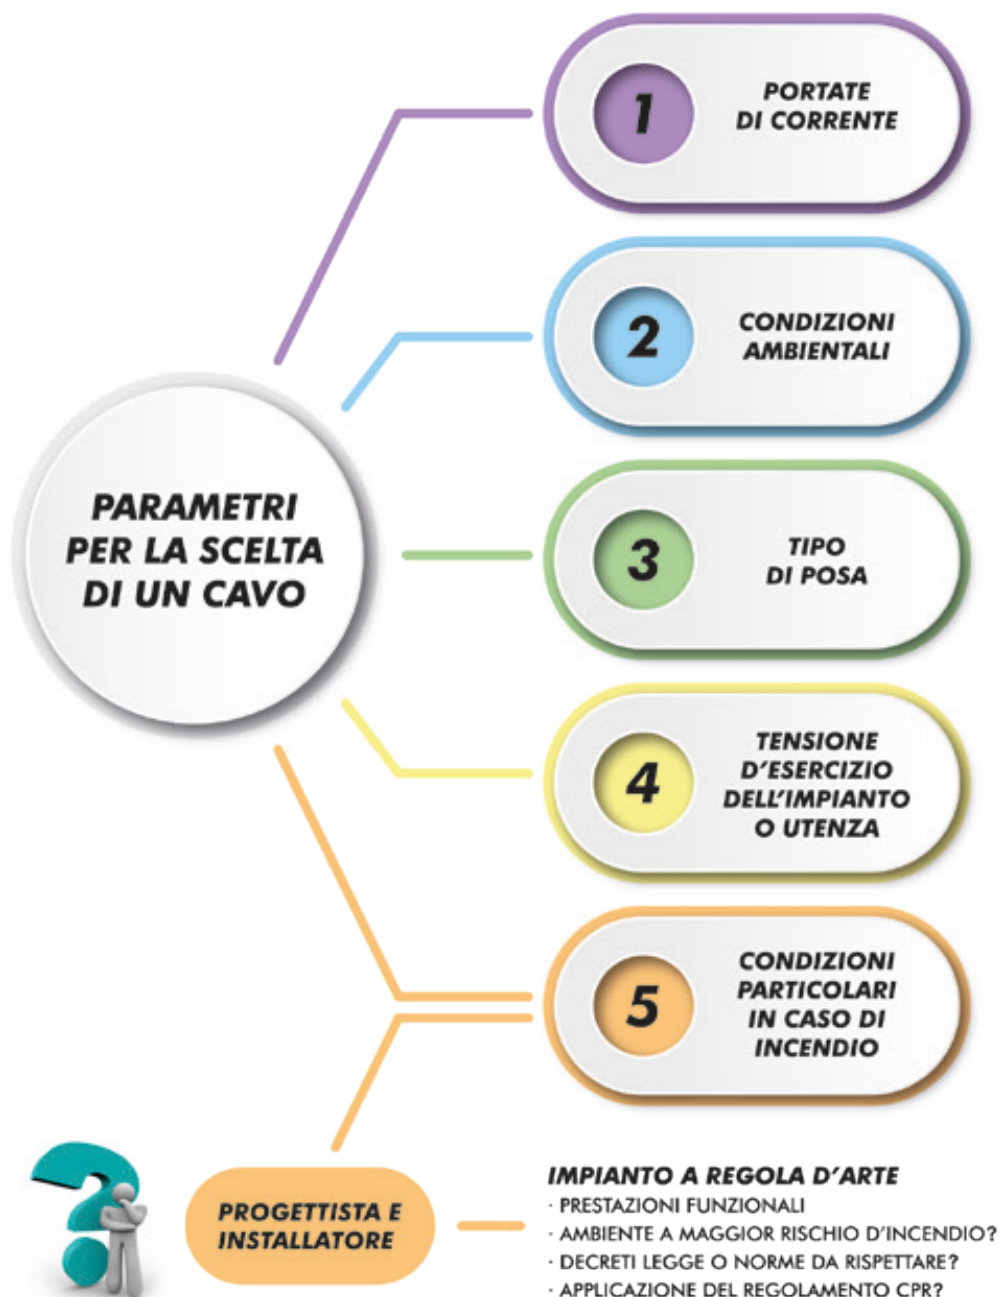 1
PORTATE
DI CORRENTE
2
CONDIZIONI
AMBIENTALI
PARAMETRI
PER LA SCELTA
DI UN CAVO
3
TIPO
DI POSA
4
TENSIONE
D'ESERCIZIO
DELL'IMPIANTO
O UTENZA
5
CONDIZIONI
PARTICOLARI
IN CASO DI
INCENDIO
PROGETTISTA E
INSTALLATORE
IMPIANTO A REGOLA D'ARTE
· PRESTAZIONI FUNZIONALI
· AMBIENTE A MAGGIOR RISCHIO D'INCENDIO?
· DECRETI LEGGE O NORME DA RISPETTARE?
· APPLICAZIONE DEL REGOLAMENTO CPR?